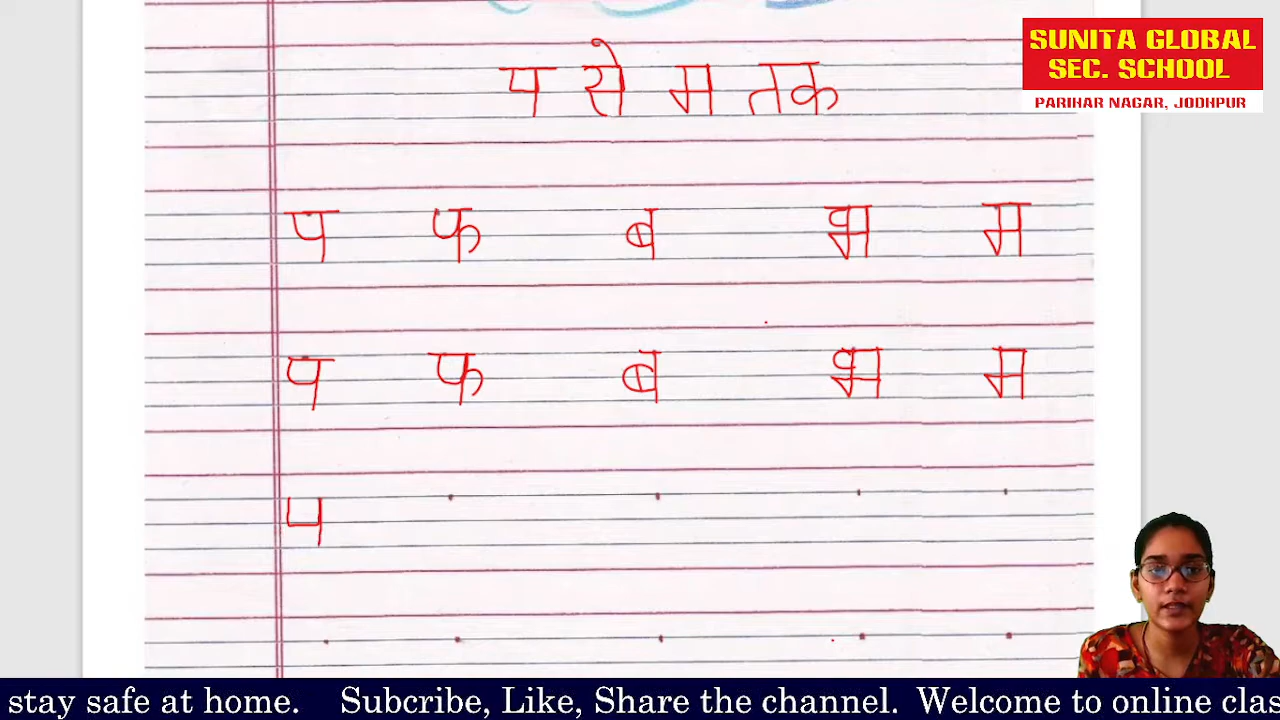 SUNITA GLOBAL
SEC. SCHOOL
PARIHAR NAGAR, JODHPUR
प से म तक
प फ ब भ म
प फ ब भ म
प
stay safe at home. Subcribe, Like, Share the channel. Welcome to online clas